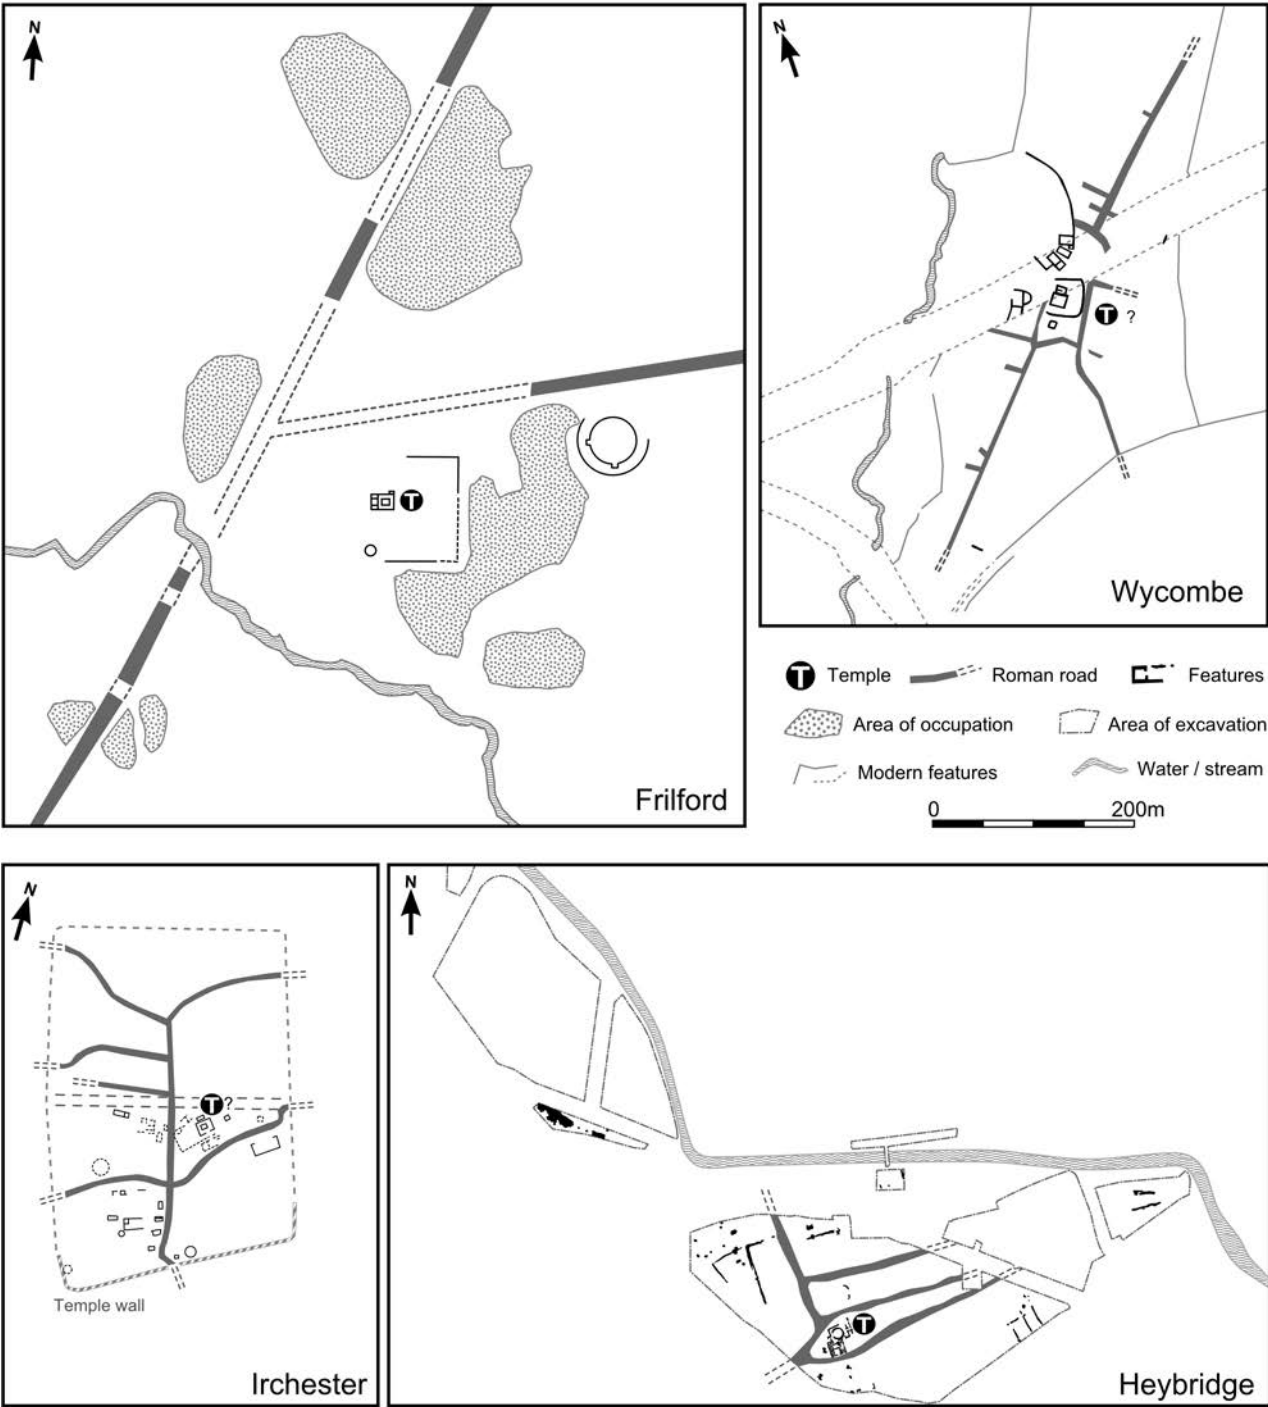 N
N
T
?
T
Wycombe
T Temple
Roman road
Features
Area of occupation
Area of excavation
Modern features
Water / stream
Frilford
0 200m
N
N
T?
T
Temple wall
Irchester
Heybridge